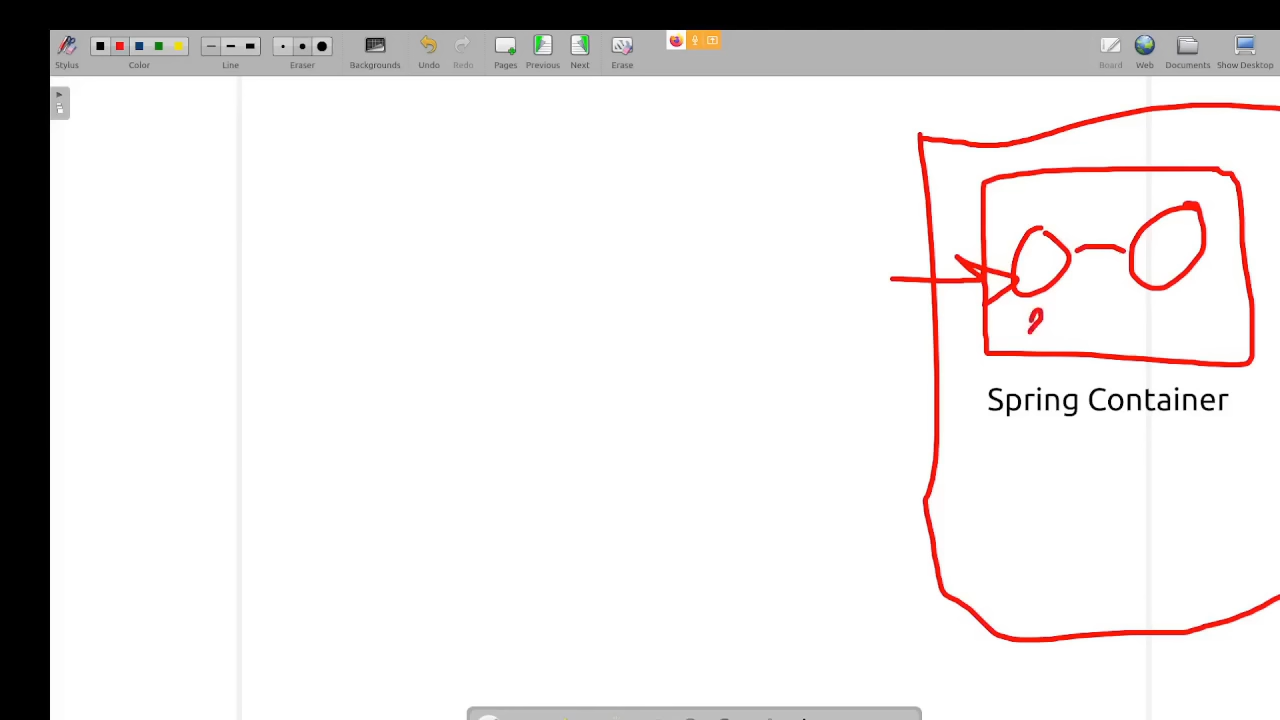 Stylus
Color
Line
Eraser
Backgrounds
Undo
Redo
Pages
Previous
Next
Erase
Board
Web
Documents
Show Desktop
Spring Container